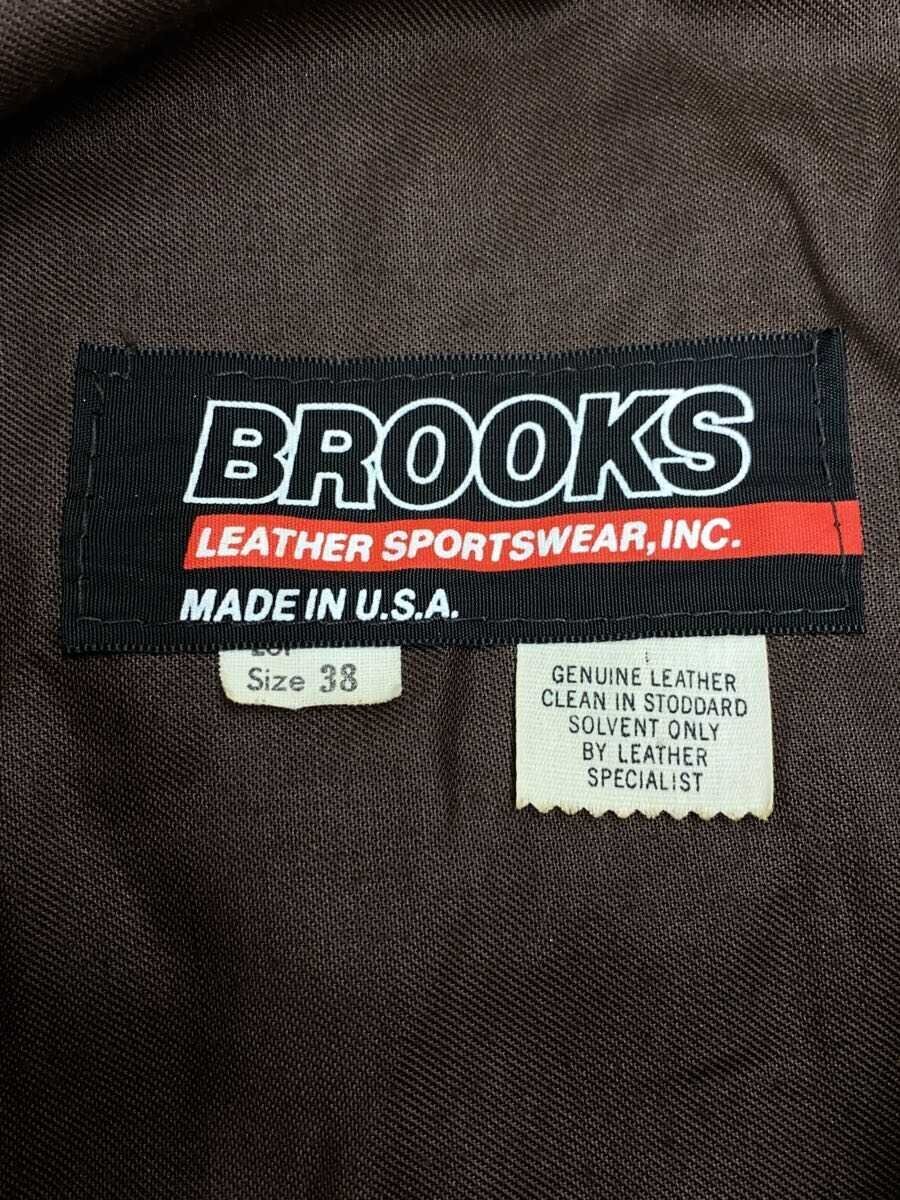 BROOKS
LEATHER SPORTSWEAR, INC.
MADE IN U.S.A.
Size 38
GENUINE LEATHER
CLEAN IN STODDARD
SOLVENT ONLY
BY LEATHER
SPECIALIST